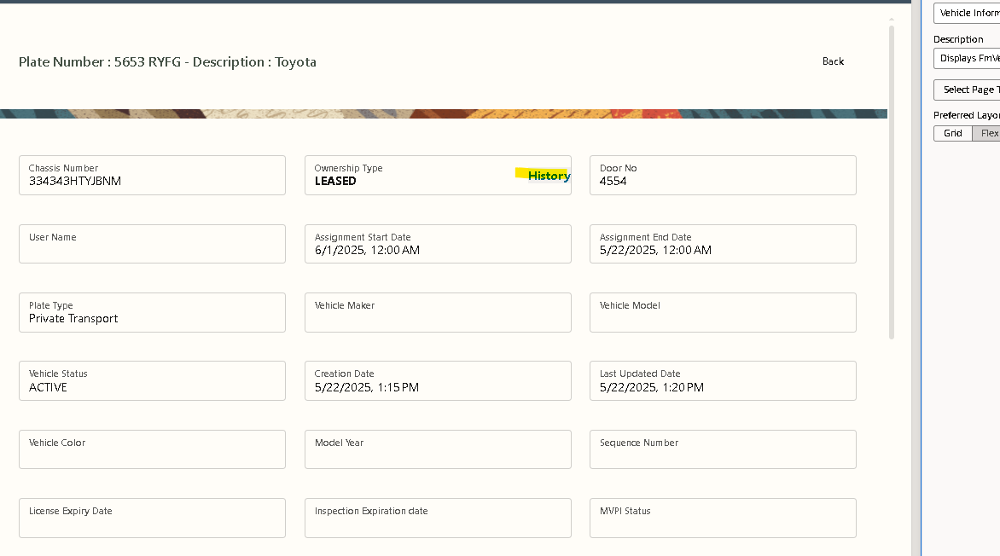 Plate Number : 5653 RYFG - Description : Toyota
Back
Chassis Number
334343HTYJBNM
Ownership Type
LEASED
History
Door No
4554
User Name
Assignment Start Date
6/1/2025, 12:00 AM
Assignment End Date
5/22/2025, 12:00 AM
Plate Type
Private Transport
Vehicle Maker
Vehicle Model
Vehicle Status
ACTIVE
Creation Date
5/22/2025, 1:15 PM
Last Updated Date
5/22/2025, 1:20 PM
Vehicle Color
Model Year
Sequence Number
License Expiry Date
Inspection Expiration date
MVPI Status
Vehicle Inform
Description
Displays FmVe
Select Page T
Preferred Layou
Grid
Flex